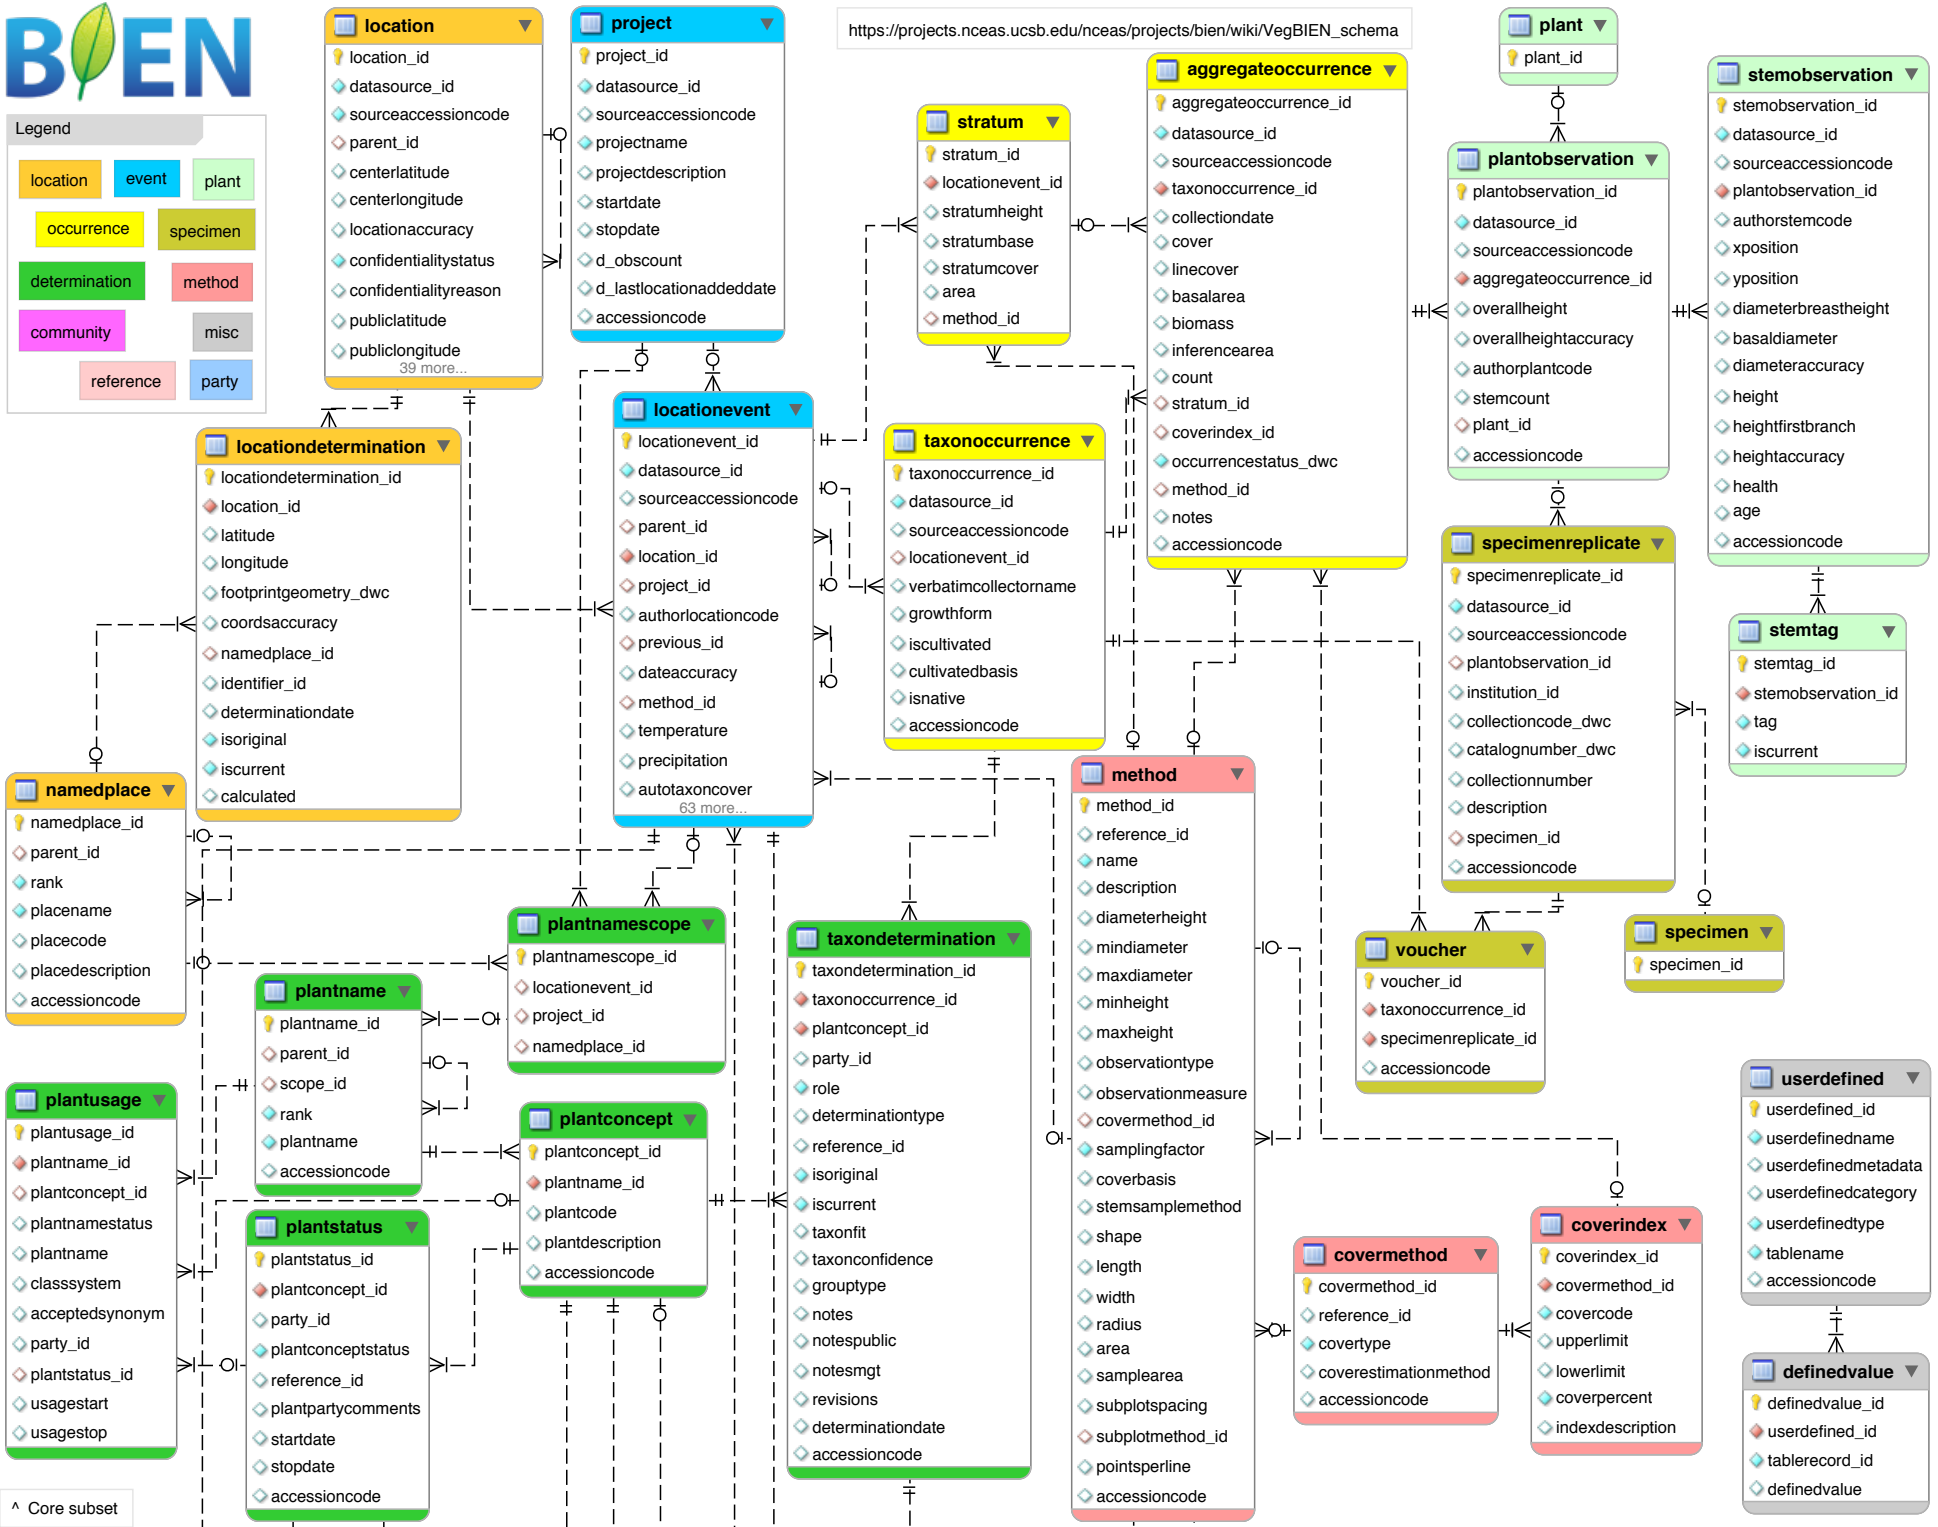 BIEN
Legend
location
event
plant
occurrence
specimen
determination
method
community
misc
reference
party
location
location_id
datasource_id
sourceaccessioncode
parent_id
centerlatitude
centerlongitude
locationaccuracy
confidentialitystatus
confidentialityreason
publiclatitude
publiclongitude
39 more...
project
project_id
datasource_id
sourceaccessioncode
projectname
projectdescription
startdate
stopdate
d_obscount
d_lastlocationaddeddate
accessioncode
https://projects.nceas.ucsb.edu/nceas/projects/bien/wiki/VegBIEN_schema
stratum
stratum_id
locationevent_id
stratumheight
stratumbase
stratumcover
area
method_id
aggregateoccurrence
aggregateoccurrence_id
datasource_id
sourceaccessioncode
taxonoccurrence_id
collectiondate
cover
linecover
basalarea
biomass
inferencearea
count
stratum_id
coverindex_id
occurrencestatus_dwc
method_id
notes
accessioncode
plant
plant_id
plantobservation
plantobservation_id
datasource_id
sourceaccessioncode
aggregateoccurrence_id
overallheight
overallheightaccuracy
authorplantcode
stemcount
plant_id
accessioncode
stemobservation
stemobservation_id
datasource_id
sourceaccessioncode
plantobservation_id
authorstemcode
xposition
yposition
diameterbreastheight
basaldiameter
diameteraccuracy
height
heightfirstbranch
heightaccuracy
health
age
accessioncode
locationdetermination
locationdetermination_id
location_id
latitude
longitude
footprintgeometry_dwc
coordsaccuracy
namedplace_id
identifier_id
determinationdate
isoriginal
iscurrent
calculated
locationevent
locationevent_id
datasource_id
sourceaccessioncode
parent_id
location_id
project_id
authorlocationcode
previous_id
dateaccuracy
method_id
temperature
precipitation
autotaxoncover
63 more...
taxonoccurrence
taxonoccurrence_id
datasource_id
sourceaccessioncode
locationevent_id
verbatimcollectorname
growthform
iscultivated
cultivatedbasis
isnative
accessioncode
specimenreplicate
specimenreplicate_id
datasource_id
sourceaccessioncode
plantobservation_id
institution_id
collectioncode_dwc
catalognumber_dwc
collectionnumber
description
specimen_id
accessioncode
stemtag
stemtag_id
stemobservation_id
tag
iscurrent
namedplace
namedplace_id
parent_id
rank
placename
placecode
placedescription
accessioncode
method
method_id
reference_id
name
description
diameterheight
mindiameter
maxdiameter
minheight
maxheight
observationtype
observationmeasure
covermethod_id
samplingfactor
coverbasis
stemsamplemethod
shape
length
width
radius
area
samplearea
subplotspacing
subplotmethod_id
pointsperline
accessioncode
plantnamescope
plantnamescope_id
locationevent_id
project_id
namedplace_id
taxondetermination
taxondetermination_id
taxonoccurrence_id
plantconcept_id
party_id
role
determinationtype
reference_id
isoriginal
iscurrent
taxonfit
taxonconfidence
grouptype
notes
notespublic
notesmgt
revisions
determinationdate
accessioncode
voucher
voucher_id
taxonoccurrence_id
specimenreplicate_id
accessioncode
specimen
specimen_id
plantname
plantname_id
parent_id
scope_id
rank
plantname
accessioncode
plantusage
plantusage_id
plantname_id
plantconcept_id
plantnamestatus
plantname
classsystem
acceptedsynonym
party_id
plantstatus_id
usagestart
usagestop
plantconcept
plantconcept_id
plantname_id
plantcode
plantdescription
accessioncode
plantstatus
plantstatus_id
plantconcept_id
party_id
plantconceptstatus
reference_id
plantpartycomments
startdate
stopdate
accessioncode
covermethod
covermethod_id
reference_id
covertype
coverestimationmethod
accessioncode
coverindex
coverindex_id
covermethod_id
covercode
upperlimit
lowerlimit
coverpercent
indexdescription
userdefined
userdefined_id
userdefinedname
userdefinedmetadata
userdefinedcategory
userdefinedtype
tablename
accessioncode
definedvalue
definedvalue_id
userdefined_id
tablerecord_id
definedvalue
^ Core subset